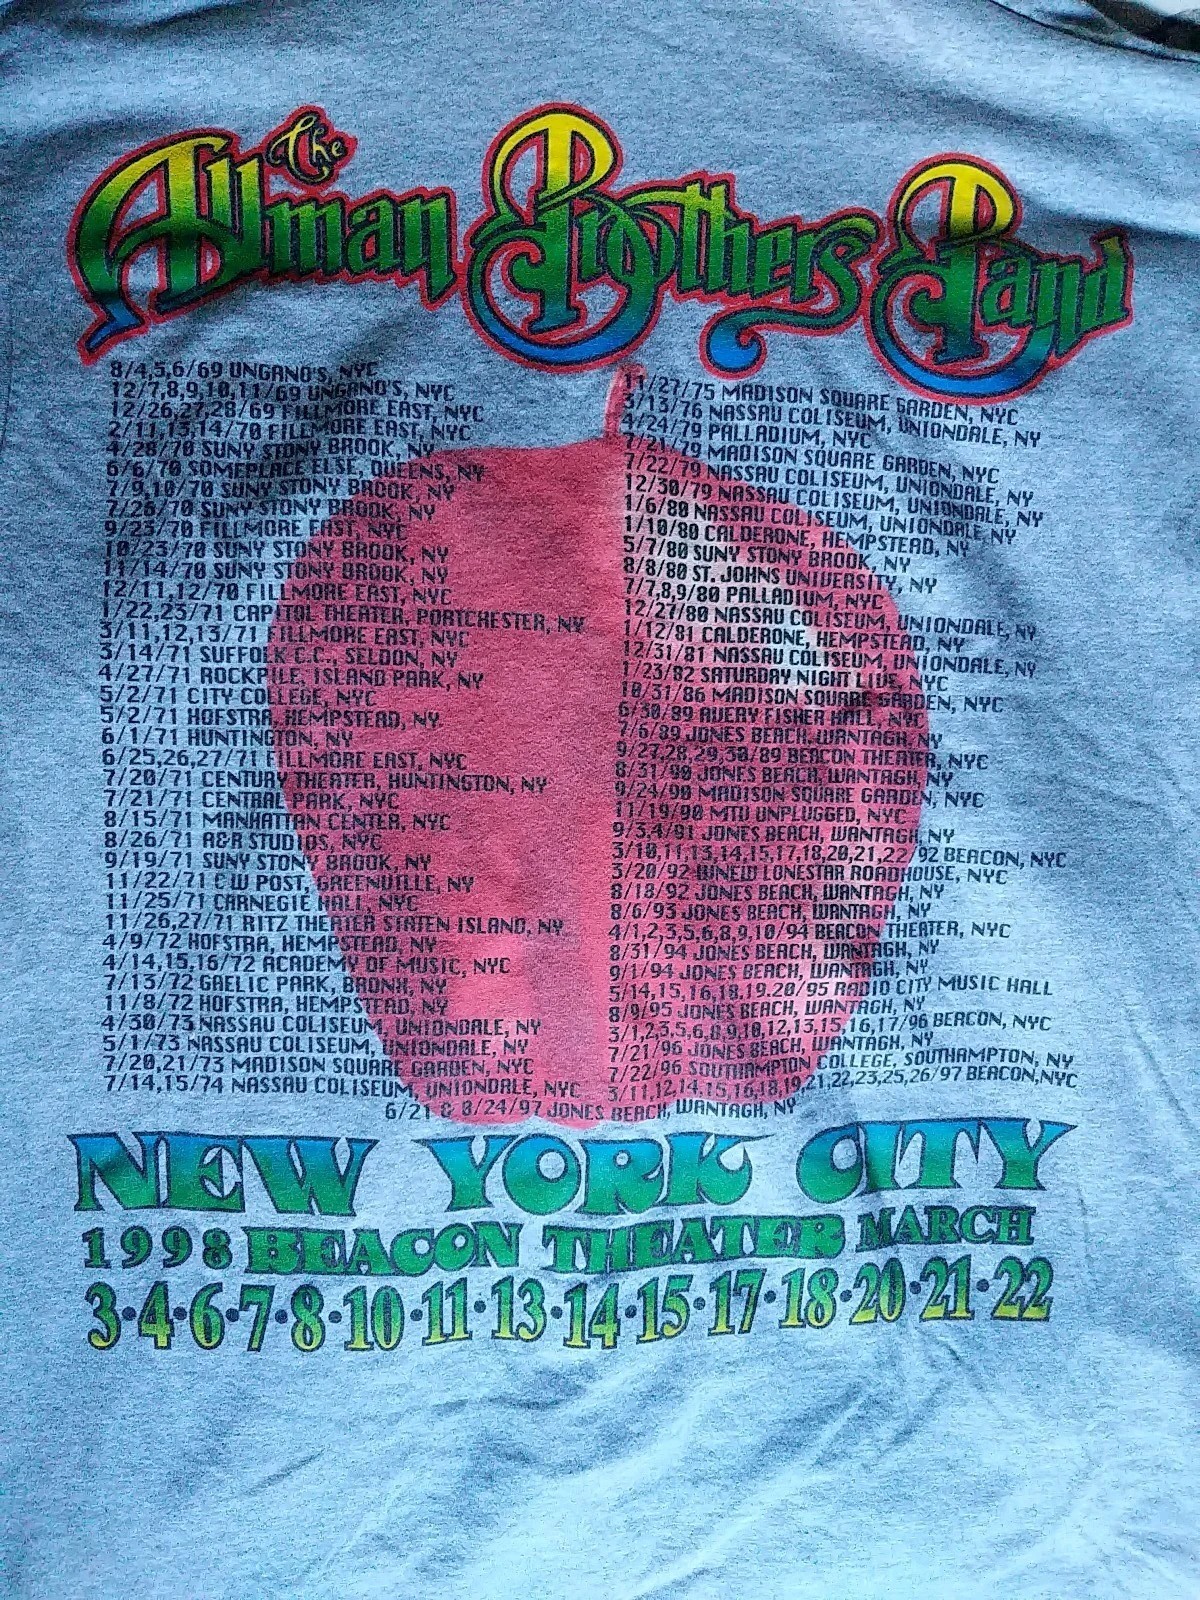 The Allman Brothers Band
8/4,5,6/69 UNGANO'S, NYC
12/7,8,9,10,11/69 UNGANO'S, NYC
12/26,27,28/69 FILLMORE EAST, NYC
2/11,13,14/70 FILLMORE EAST, NYC
4/28/70 SUNY STONY BROOK, NY
6/6/70 SOMEPLACE ELSE, QUEENS, NY
7/9,10/70 SUNY STONY BROOK, NY
7/26/70 SUNY STONY BROOK, NY
9/23/70 FILLMORE EAST, NYC
10/23/70 SUNY STONY BROOK, NY
11/14/70 SUNY STONY BROOK, NY
12/11,12/70 FILLMORE EAST, NYC
1/22,23/71 CAPITOL THEATER, PORTCHESTER, NY
3/11,12,13/71 FILLMORE EAST, NYC
3/14/71 SUFFOLK C.C., SELDON, NY
4/27/71 ROCKPILE, ISLAND PARK, NY
5/2/71 CITY COLLEGE, NYC
5/2/71 HOFSTRA, HEMPSTEAD, NY
6/1/71 HUNTINGTON, NY
6/25,26,27/71 FILLMORE EAST, NYC
7/20/71 CENTURY THEATER, HUNTINGTON, NY
7/21/71 CENTRAL PARK, NYC
8/15/71 MANHATTAN CENTER, NYC
8/26/71 A&R STUDIOS, NYC
9/19/71 SUNY STONY BROOK, NY
11/22/71 CW POST, GREENVILLE, NY
11/25/71 CARNEGIE HALL, NYC
11/26,27/71 RITZ THEATER STATEN ISLAND, NY
4/9/72 HOFSTRA, HEMPSTEAD, NY
4/14,15,16/72 ACADEMY OF MUSIC, NYC
7/13/72 GAELIC PARK, BRONX, NY
11/8/72 HOFSTRA, HEMPSTEAD, NY
4/30/73 NASSAU COLISEUM, UNIONDALE, NY
5/1/73 NASSAU COLISEUM, UNIONDALE, NY
7/20,21/73 MADISON SQUARE GARDEN, NYC
7/14,15/74 NASSAU COLISEUM, UNIONDALE, NYC
11/27/75 MADISON SQUARE GARDEN, NYC
3/13/76 NASSAU COLISEUM, UNIONDALE, NY
4/24/79 PALLADIUM, NYC
7/21/79 MADISON SQUARE GARDEN, NYC
7/22/79 NASSAU COLISEUM, UNIONDALE, NY
12/30/79 NASSAU COLISEUM, UNIONDALE, NY
1/6/80 NASSAU COLISEUM, UNIONDALE, NY
1/10/80 CALDERONE, HEMPSTEAD, NY
5/7/80 SUNY STONY BROOK, NY
8/8/80 ST. JOHNS UNIVERSITY, NY
7/7,8,9/80 PALLADIUM, NYC
12/27/80 NASSAU COLISEUM, UNIONDALE, NY
1/12/81 CALDERONE, HEMPSTEAD, NY
12/31/81 NASSAU COLISEUM, UNIONDALE, NY
1/23/82 SATURDAY NIGHT LIVE, NYC
10/31/86 MADISON SQUARE GARDEN, NYC
6/30/89 AVERY FISHER HALL, NYC
7/6/89 JONES BEACH, WANTAGH, NY
9/27,28,29,30/89 BEACON THEATER, NYC
8/31/90 JONES BEACH, WANTAGH, NY
9/24/90 MADISON SQUARE GARDEN, NYC
11/19/90 MTV UNPLUGGED, NYC
9/3,4/91 JONES BEACH, WANTAGH, NY
3/10,11,13,14,15,17,18,20,21,22/92 BEACON, NYC
3/20/92 WNEW LONESTAR ROADHOUSE, NYC
8/18/92 JONES BEACH, WANTAGH, NY
8/6/93 JONES BEACH, WANTAGH, NY
4/1,2,3,5,6,8,9,10/94 BEACON THEATER, NYC
8/31/94 JONES BEACH, WANTAGH, NY
9/1/94 JONES BEACH, WANTAGH, NY
5/14,15,16,18,19.20/95 RADIO CITY MUSIC HALL
8/9/95 JONES BEACH, WANTAGH, NY
3/1,2,3,5,6,8,9,10,12,13,15,16,17/96 BEACON, NYC
7/21/96 JONES BEACH, WANTAGH, NY
7/22/96 SOUTHAMPTON COLLEGE, SOUTHAMPTON, NY
3/11,12,14,15,16,18,19,21,22,23,25,26/97 BEACON,NYC
6/21 & 8/24/97 JONES BEACH, WANTAGH, NY
NEW YORK CITY
1998 BEACON THEATER MARCH
3·4·6·7·8·10·11·13·14·15·17·18·20·21·22